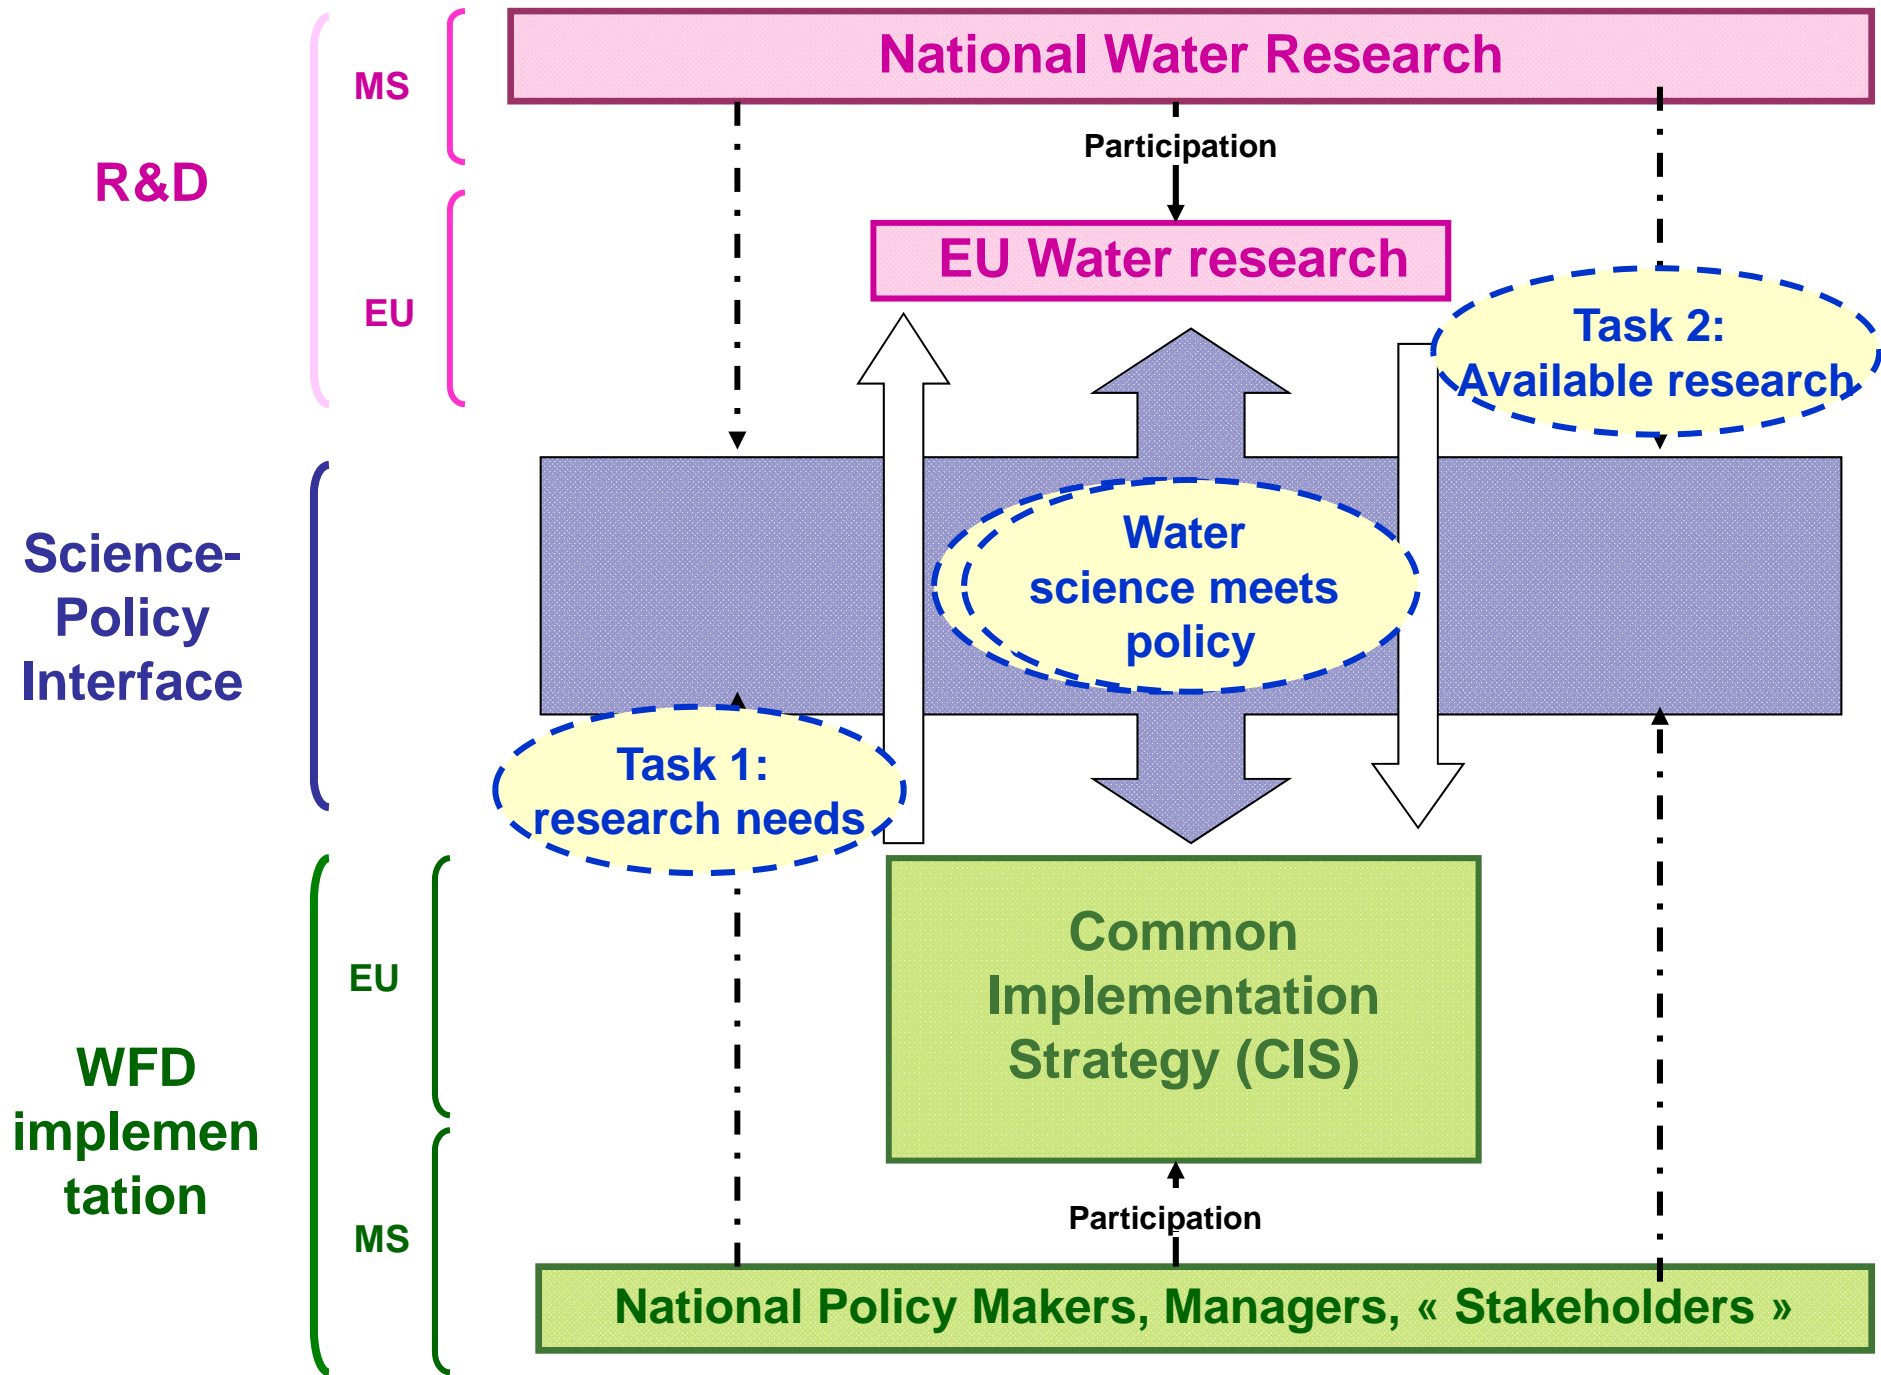 National Water Research
MS
Participation
R&D
EU Water research
EU
Task 2:
Available research
Science-
Policy
Interface
Water
science meets
policy
Task 1:
research needs
Common
Implementation
Strategy (CIS)
EU
WFD
implemen
tation
Participation
MS
National Policy Makers, Managers, « Stakeholders »